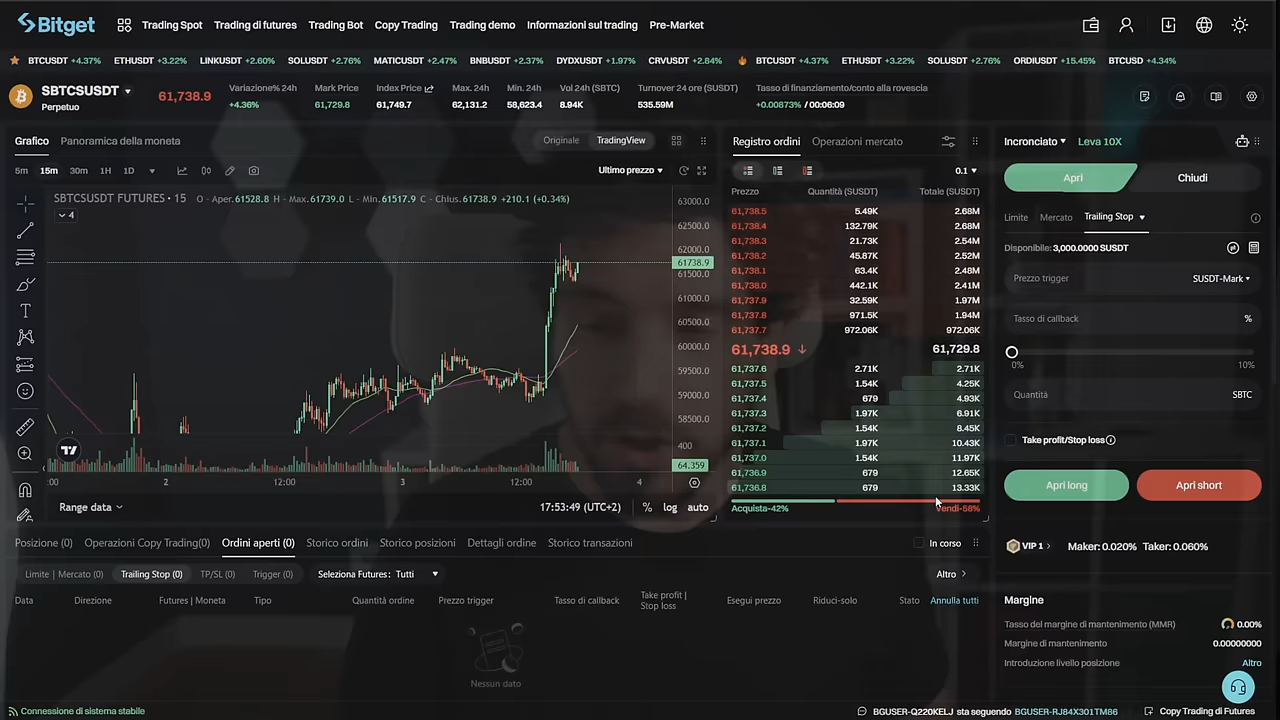 Bitget
Trading Spot Trading di futures Trading Bot Copy Trading Trading demo Informazioni sul trading Pre-Market
BTCUSDT +4.37% ETHUSDT +3.22% LINKUSDT +2.60% SOLUSDT +2.76% MATICUSDT +2.47% BNBUSDT +2.37% DYDXUSDT +1.97% CRVUSDT +2.84% BTCUSDT +4.37% ETHUSDT +3.22% SOLUSDT +2.76% ORDIUSDT +15.45% BTCUSD +4.34%
SBTCSUSDT
Perpetuo
61,738.9
Variazione% 24h
+4.36%
Mark Price
61,729.8
Index Price
61,749.7
Max. 24h
62,131.2
Min. 24h
58,623.4
Vol 24h (SBTC)
8.94K
Turnover 24 ore (SUSDT)
535.59M
Tasso di finanziamento/conto alla rovescia
+0.00873% / 00:06:09
Grafico Panoramica della moneta
Originale TradingView
5m 15m 30m 1H 1D
Ultimo prezzo
SBTCSUSDT FUTURES • 15 O - Aper.61528.8 H - Max.61739.0 L - Min.61517.9 C - Chius.61738.9 +210.1 (+0.34%)
4
63000.0
62500.0
62000.0
61738.9
61500.0
61000.0
60500.0
60000.0
59500.0
59000.0
58500.0
400
64.359
:00 2 12:00 3 12:00 4
Range data
17:53:49 (UTC+2) % log auto
Registro ordini Operazioni mercato
0.1
Prezzo Quantità (SUSDT) Totale (SUSDT)
61,738.5 5.49K 2.68M
61,738.4 132.79K 2.68M
61,738.3 21.73K 2.54M
61,738.2 45.87K 2.52M
61,738.1 63.4K 2.48M
61,738.0 442.1K 2.41M
61,737.9 32.59K 1.97M
61,737.8 971.5K 1.94M
61,737.7 972.06K 972.06K
61,738.9 ↓ 61,729.8
61,737.6 2.71K 2.71K
61,737.5 1.54K 4.25K
61,737.4 679 4.93K
61,737.3 1.97K 6.91K
61,737.2 1.54K 8.45K
61,737.1 1.97K 10.43K
61,737.0 1.54K 11.97K
61,736.9 679 12.65K
61,736.8 679 13.33K
Acquista-42% Vendi-58%
Incronciato Leva 10X
Apri Chiudi
Limite Mercato Trailing Stop
Disponibile: 3,000.0000 SUSDT
Prezzo trigger SUSDT-Mark
Tasso di callback %
0% 10%
Quantità SBTC
Take profit/Stop loss
Apri long Apri short
VIP 1 Maker: 0.020% Taker: 0.060%
Margine
Tasso del margine di mantenimento (MMR) 0.00%
Margine di mantenimento 0.00000000
Introduzione livello posizione Altro
Posizione (0) Operazioni Copy Trading(0) Ordini aperti (0) Storico ordini Storico posizioni Dettagli ordine Storico transazioni
In corso
Limite | Mercato (0) Trailing Stop (0) TP/SL (0) Trigger (0) Seleziona Futures: Tutti
Altro
Data Direzione Futures | Moneta Tipo Quantità ordine Prezzo trigger Tasso di callback Take profit | Stop loss Esegui prezzo Riduci-solo Stato Annulla tutti
Nessun dato
Connessione di sistema stabile
BGUSER-Q220KELJ sta seguendo BGUSER-RJ84X301TM86
Copy Trading di Futures